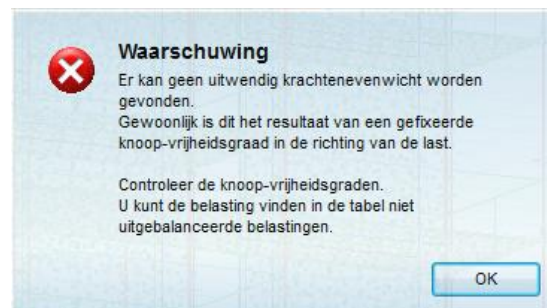 Waarschuwing
Er kan geen uitwendig krachtenevenwicht worden
gevonden.
Gewoonlijk is dit het resultaat van een gefixeerde
knoop-vrijheidsgraad in de richting van de last.
Controleer de knoop-vrijheidsgraden.
U kunt de belasting vinden in de tabel niet
uitgebalanceerde belastingen.
OK